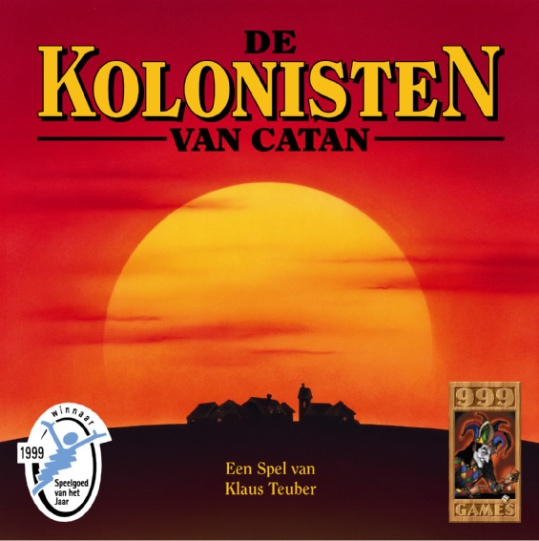 DE
KOLONISTEN
VAN CATAN
winnaar
1999
Speelgoed
van het
Jaar
Een Spel van
Klaus Teuber
999
GAMES